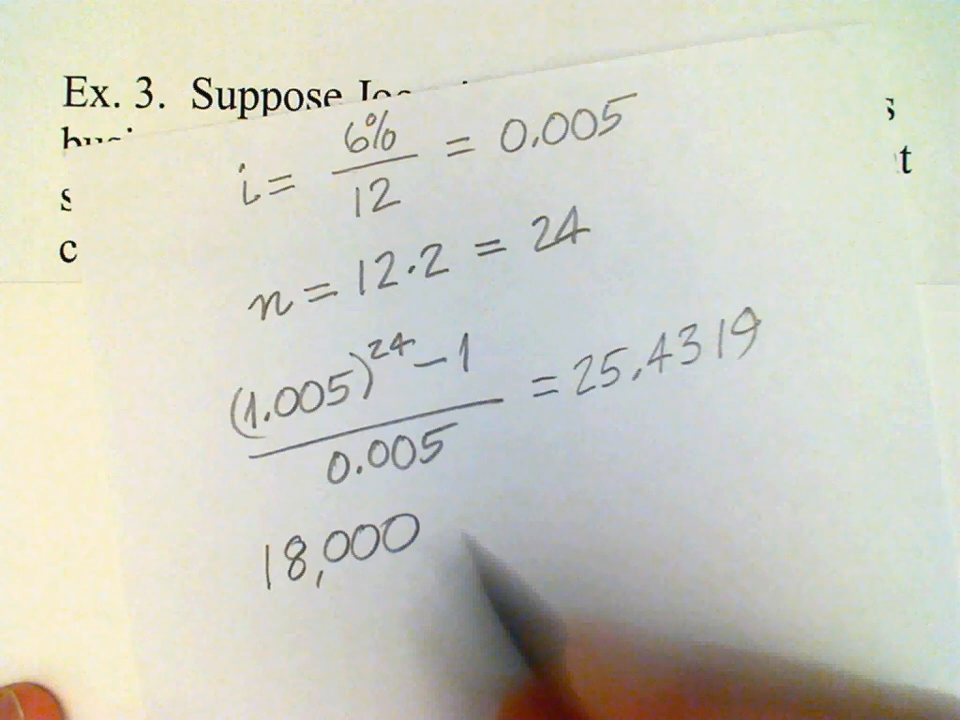 Ex. 3. Suppose
i = 6%/12 = 0.005
n = 12·2 = 24
((1.005)^24 − 1)/0.005 = 25.4319
18,000